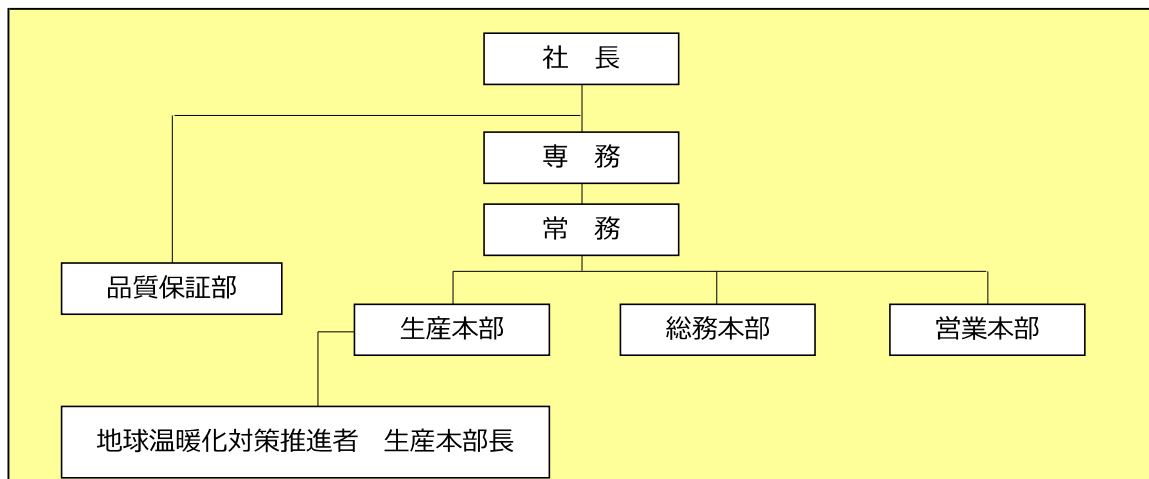 社　長
専　務
常　務
品質保証部
生産本部
総務本部
営業本部
地球温暖化対策推進者　生産本部長